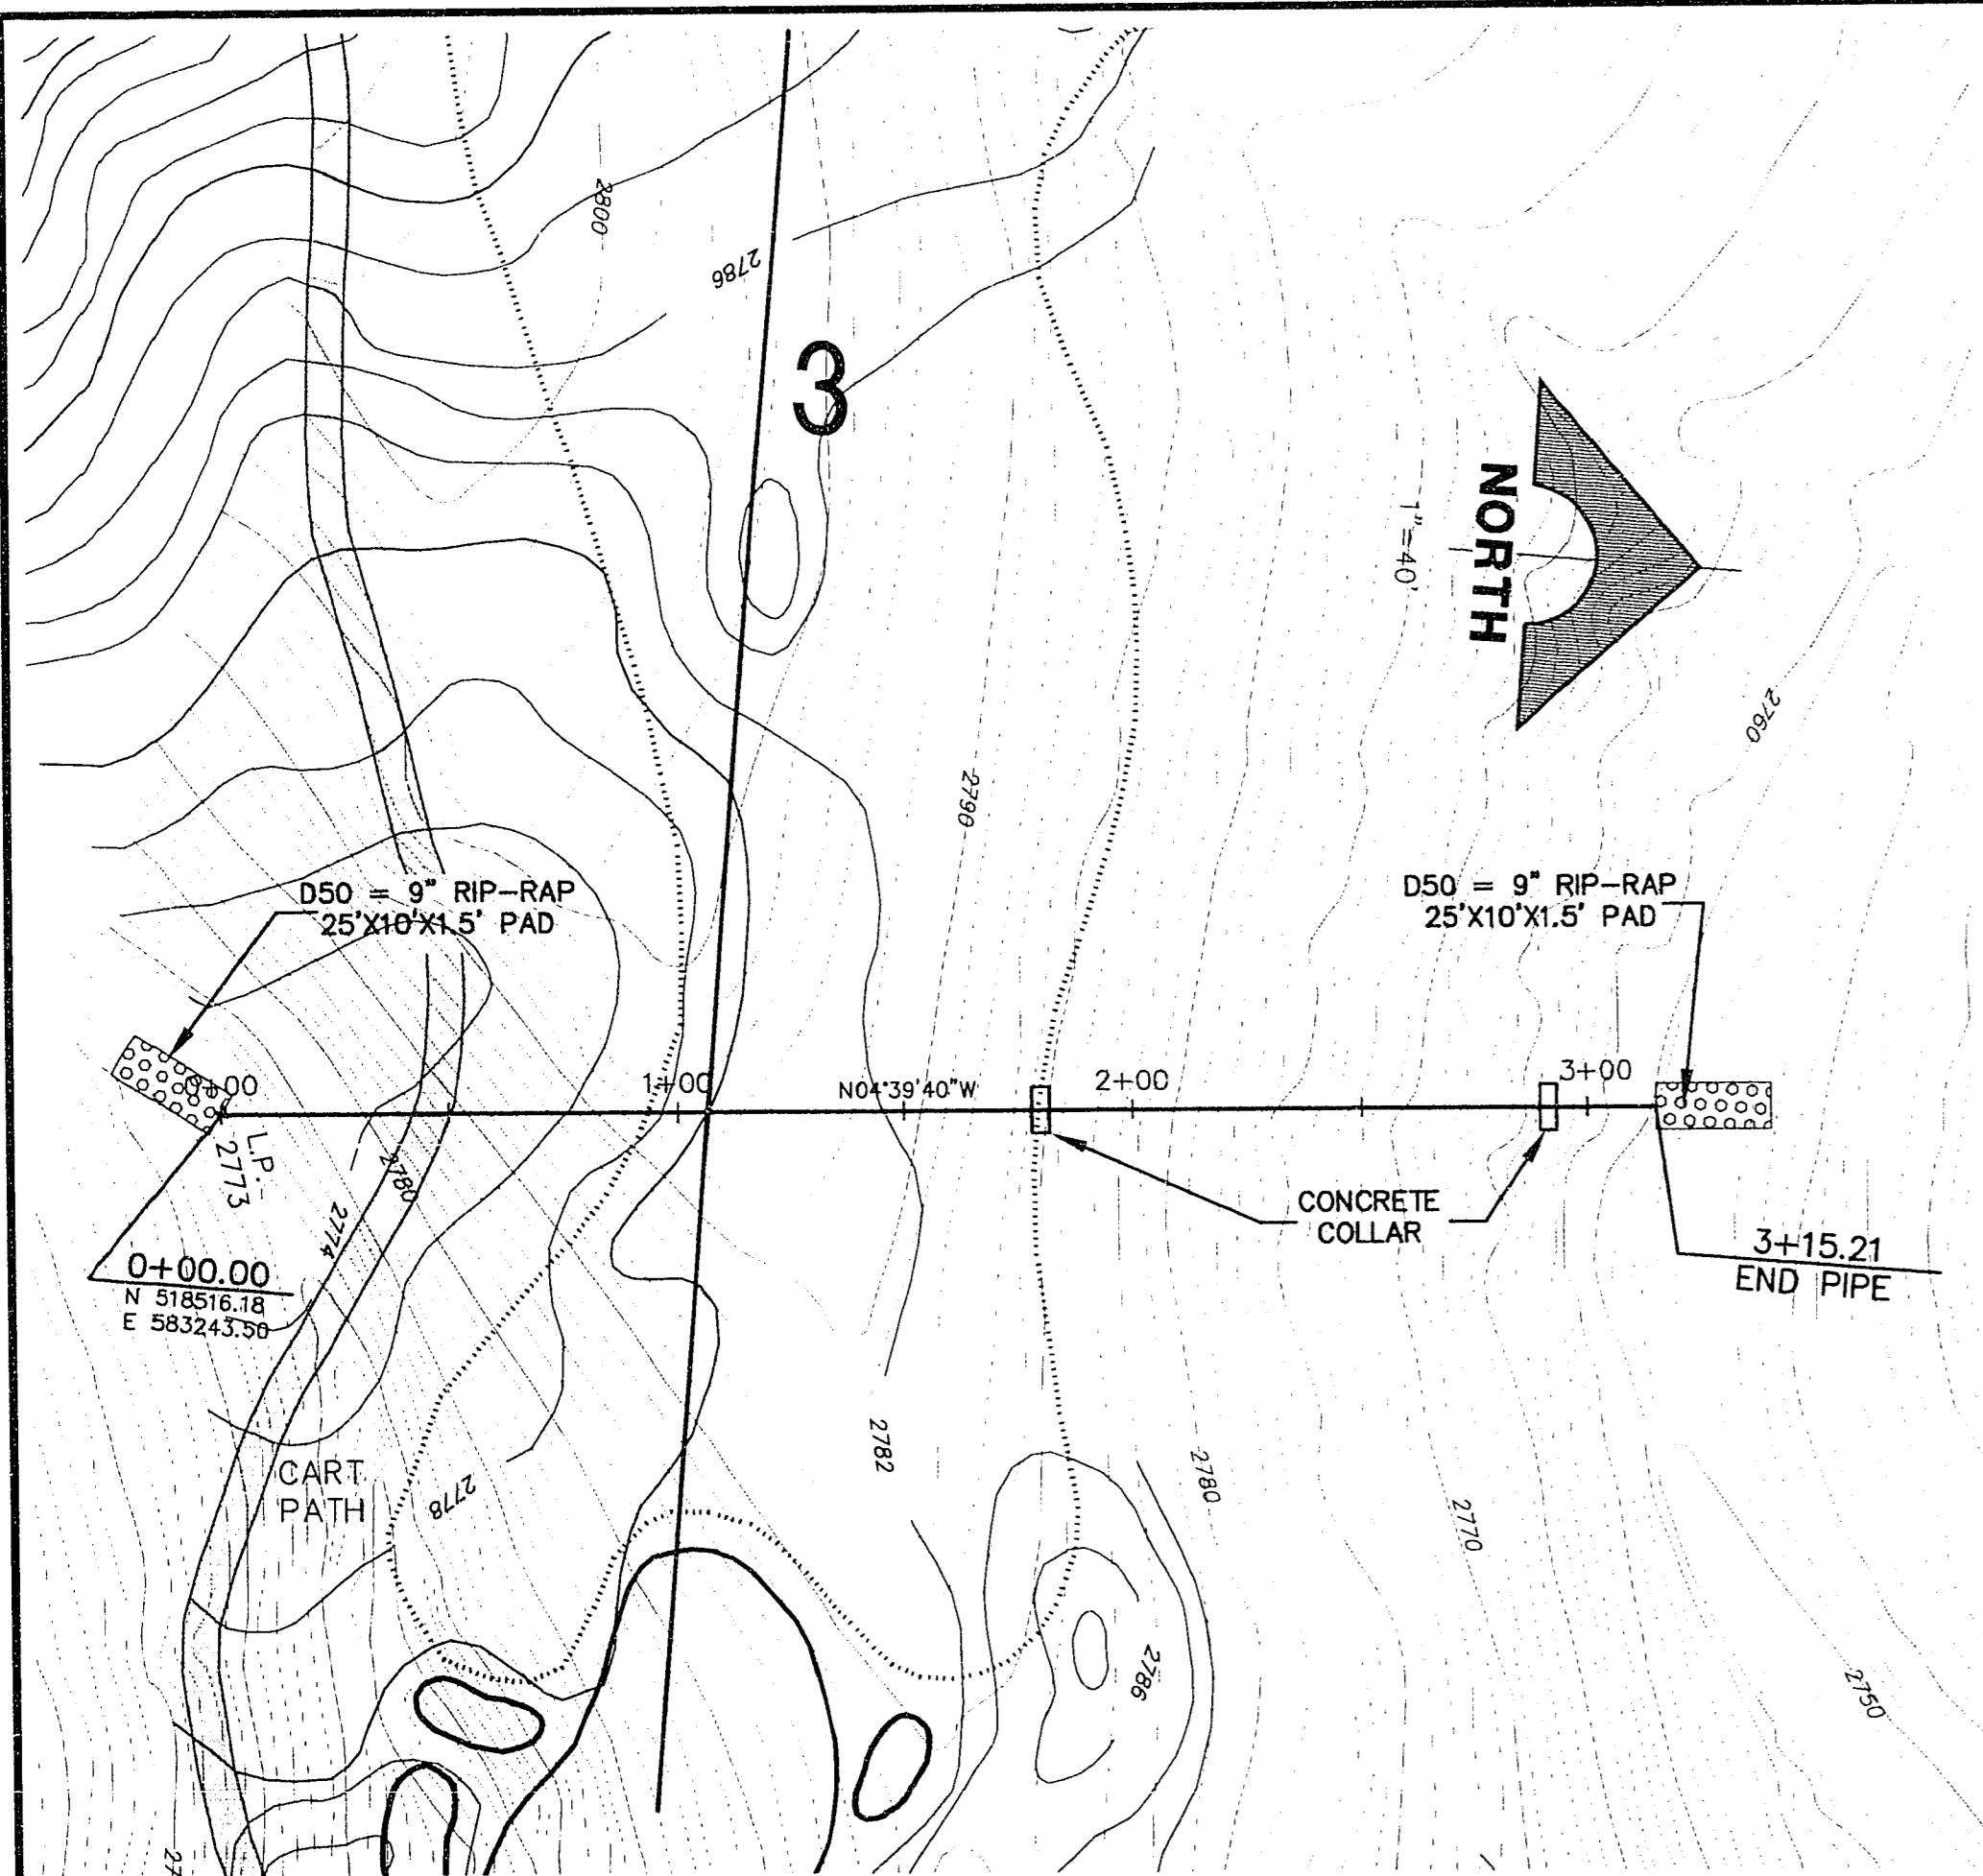 2800
2786
3
NORTH
1"=40'
2760
2790
D50 = 9" RIP-RAP
25'X10'X1.5' PAD
D50 = 9" RIP-RAP
25'X10'X1.5' PAD
0+00
1+00
N04°39'40"W
2+00
3+00
L.P.
2773
2780
2774
CONCRETE
COLLAR
3+15.21
END PIPE
0+00.00
N 518516.18
E 583243.50
CART
PATH
2778
2782
2780
2770
2786
2750